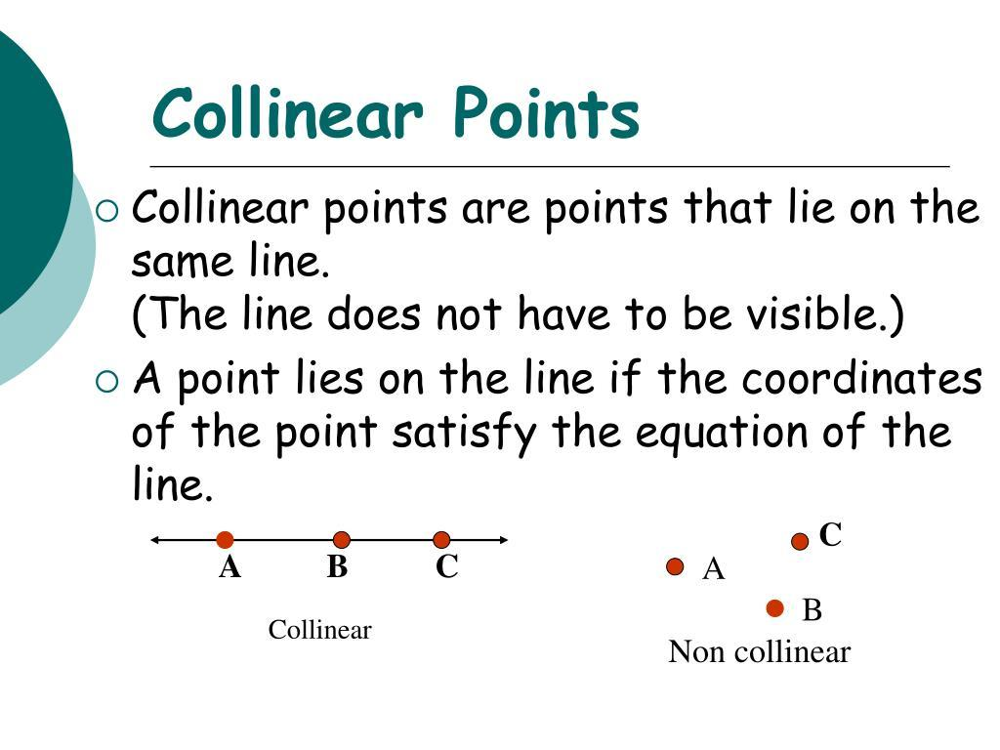 Collinear Points
Collinear points are points that lie on the
same line.
(The line does not have to be visible.)
A point lies on the line if the coordinates
of the point satisfy the equation of the
line.
A B C
Collinear
C
A
B
Non collinear